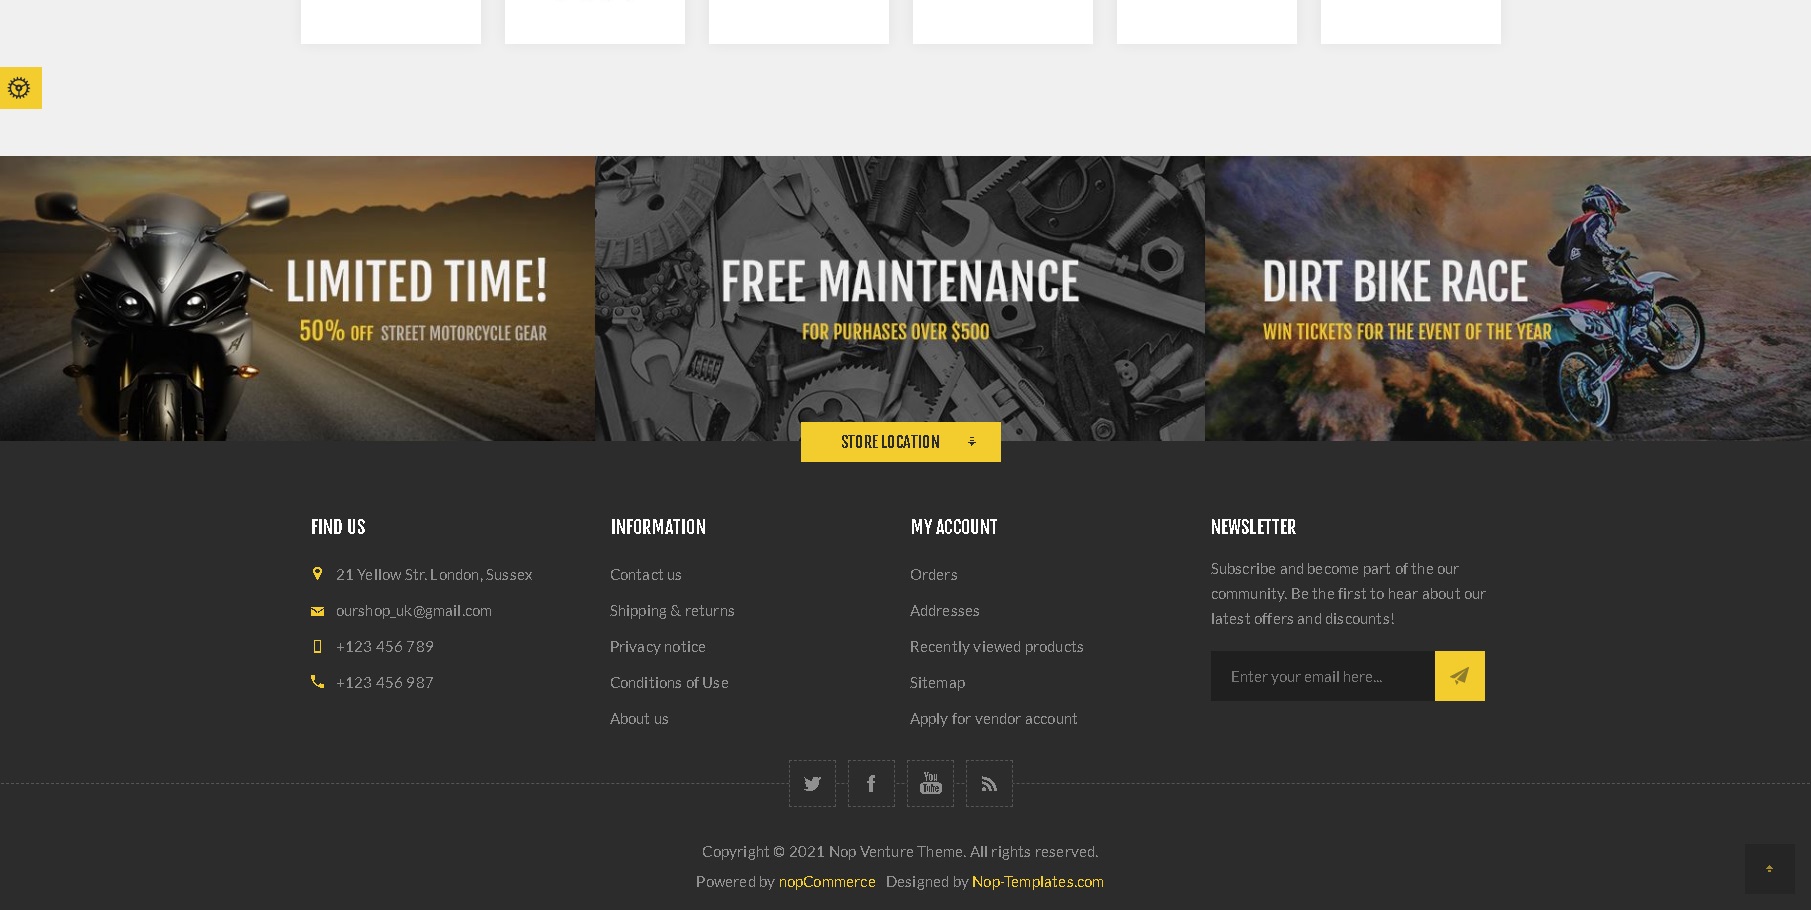 LIMITED TIME!
50% OFF STREET MOTORCYCLE GEAR
FREE MAINTENANCE
FOR PURHASES OVER $500
DIRT BIKE RACE
WIN TICKETS FOR THE EVENT OF THE YEAR
STORE LOCATION
FIND US
21 Yellow Str. London, Sussex
ourshop_uk@gmail.com
+123 456 789
+123 456 987
INFORMATION
Contact us
Shipping & returns
Privacy notice
Conditions of Use
About us
MY ACCOUNT
Orders
Addresses
Recently viewed products
Sitemap
Apply for vendor account
NEWSLETTER
Subscribe and become part of the our
community. Be the first to hear about our
latest offers and discounts!
Enter your email here...
You
Tube
Copyright © 2021 Nop Venture Theme. All rights reserved.
Powered by nopCommerce Designed by Nop-Templates.com